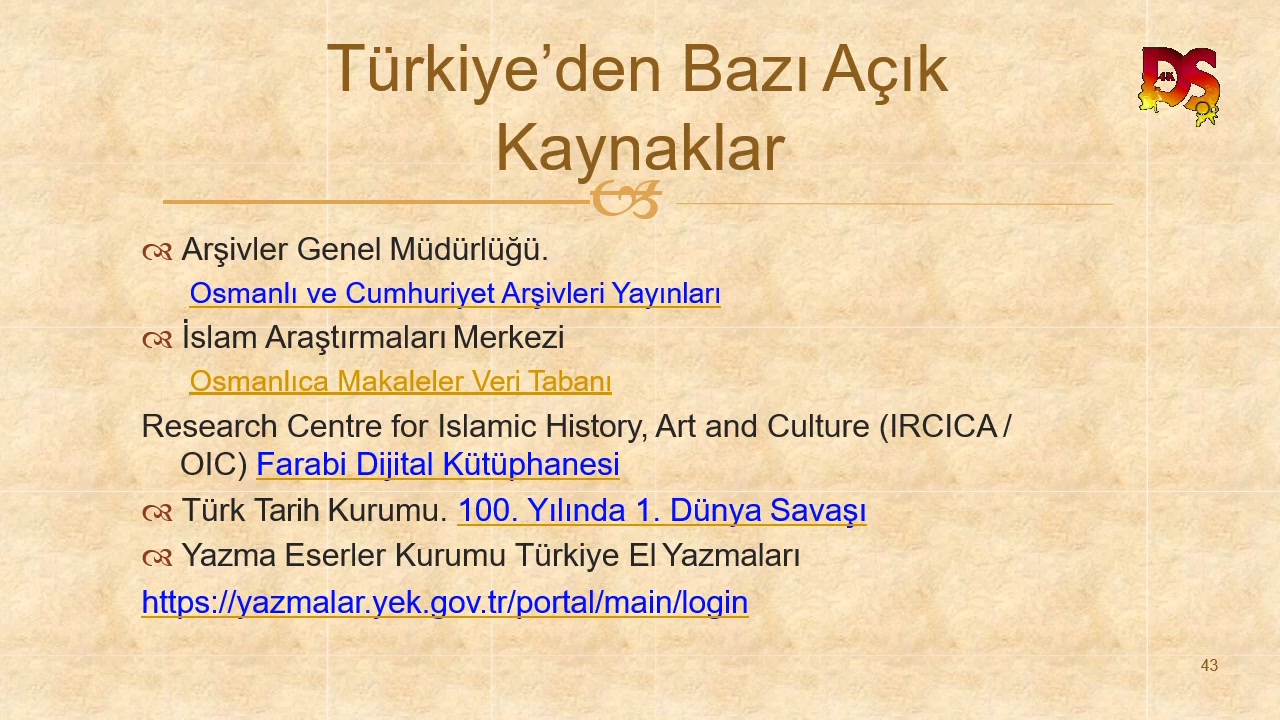 Türkiye’den Bazı Açık
Kaynaklar
Arşivler Genel Müdürlüğü.
Osmanlı ve Cumhuriyet Arşivleri Yayınları
İslam Araştırmaları Merkezi
Osmanlıca Makaleler Veri Tabanı
Research Centre for Islamic History, Art and Culture (IRCICA /
OIC) Farabi Dijital Kütüphanesi
Türk Tarih Kurumu. 100. Yılında 1. Dünya Savaşı
Yazma Eserler Kurumu Türkiye El Yazmaları
https://yazmalar.yek.gov.tr/portal/main/login
43
DS
4K